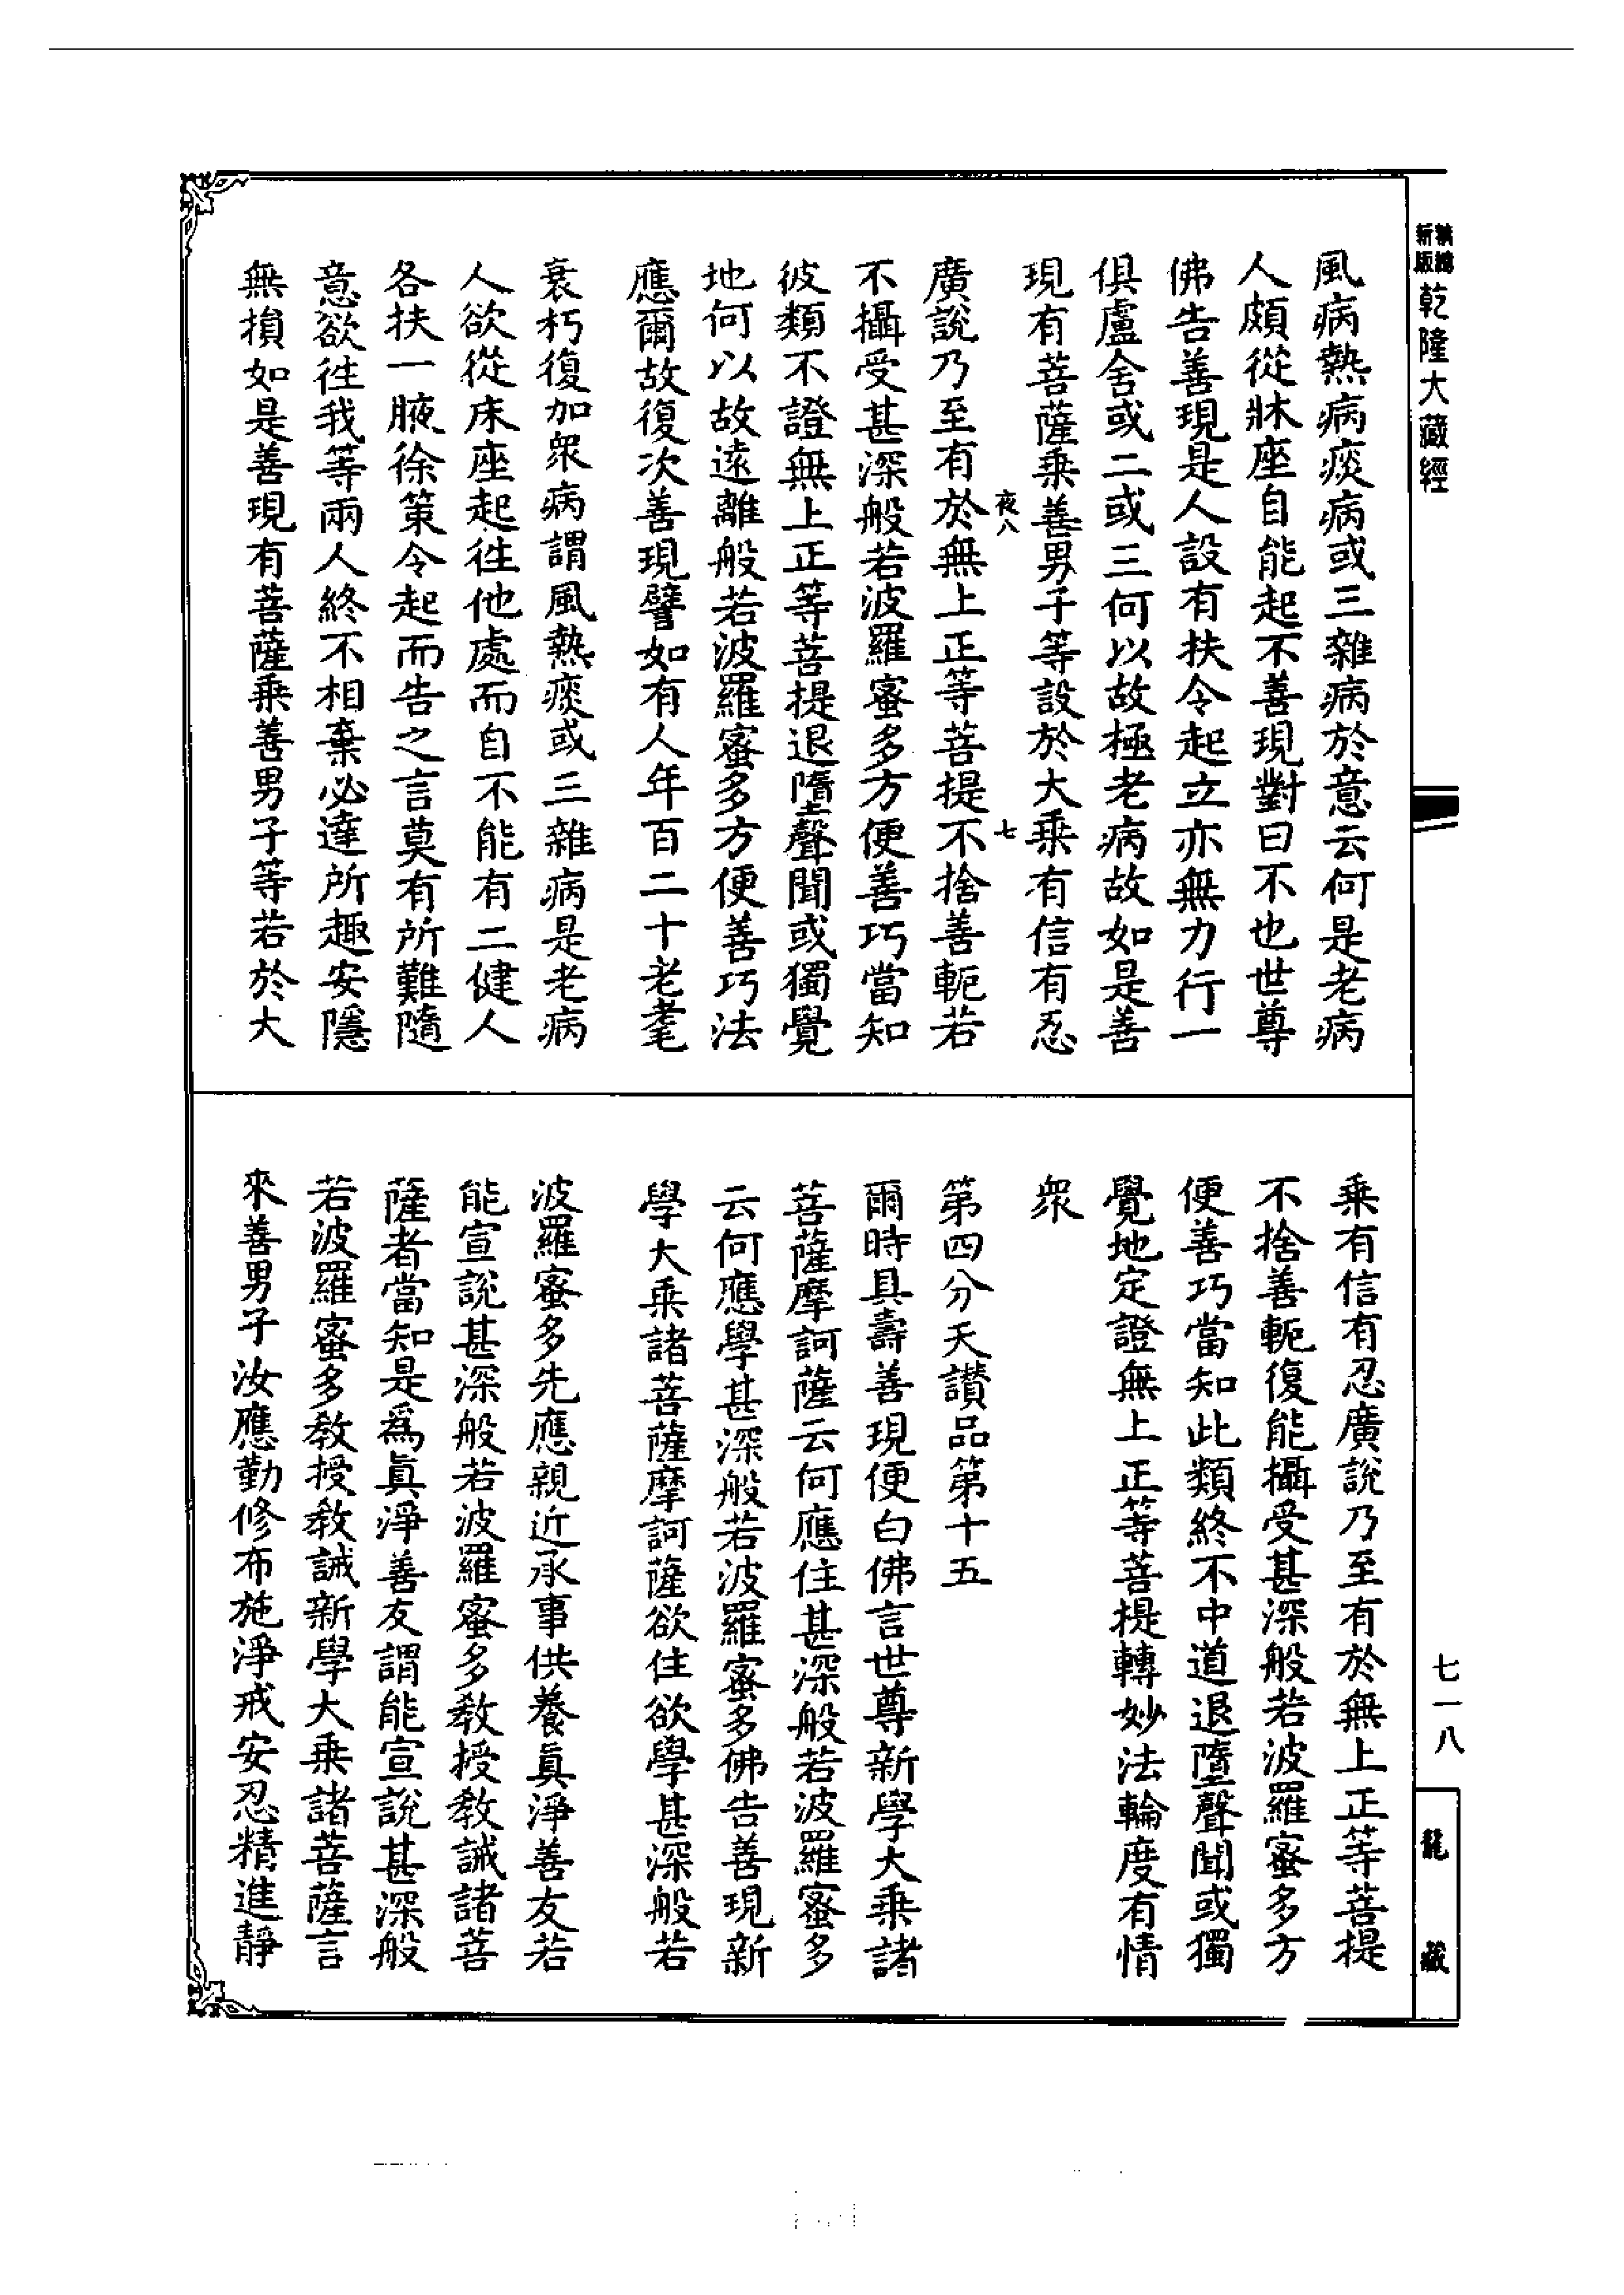 新版精縮乾隆大藏經
風病熱病痰病或三雜病於意云何是老病
人頗從牀座自能起不善現對曰不也世尊
佛告善現是人設有扶令起立亦無力行一
俱盧舍或二或三何以故極老病故如是善
現有菩薩乘善男子等設於大乘有信有忍
夜八 七
廣說乃至有於無上正等菩提不捨善軛若
不攝受甚深般若波羅蜜多方便善巧當知
彼類不證無上正等菩提退墮聲聞或獨覺
地何以故遠離般若波羅蜜多方便善巧法
應爾故復次善現譬如有人年百二十老耄
衰朽復加衆病謂風熱痰或三雜病是老病
人欲從床座起往他處而自不能有二健人
各扶一腋徐策令起而告之言莫有所難隨
意欲往我等兩人終不相棄必達所趣安隱
無損如是善現有菩薩乘善男子等若於大
乘有信有忍廣說乃至有於無上正等菩提
不捨善軛復能攝受甚深般若波羅蜜多方
便善巧當知此類終不中道退墮聲聞或獨
覺地定證無上正等菩提轉妙法輪度有情
衆
第四分天讚品第十五
爾時具壽善現便白佛言世尊新學大乘諸
菩薩摩訶薩云何應住甚深般若波羅蜜多
云何應學甚深般若波羅蜜多佛告善現新
學大乘諸菩薩摩訶薩欲住欲學甚深般若
波羅蜜多先應親近承事供養眞淨善友若
能宣說甚深般若波羅蜜多教授教誡諸菩
薩者當知是爲眞淨善友謂能宣說甚深般
若波羅蜜多教授教誡新學大乘諸菩薩言
來善男子汝應勤修布施淨戒安忍精進靜
七一八
龍藏